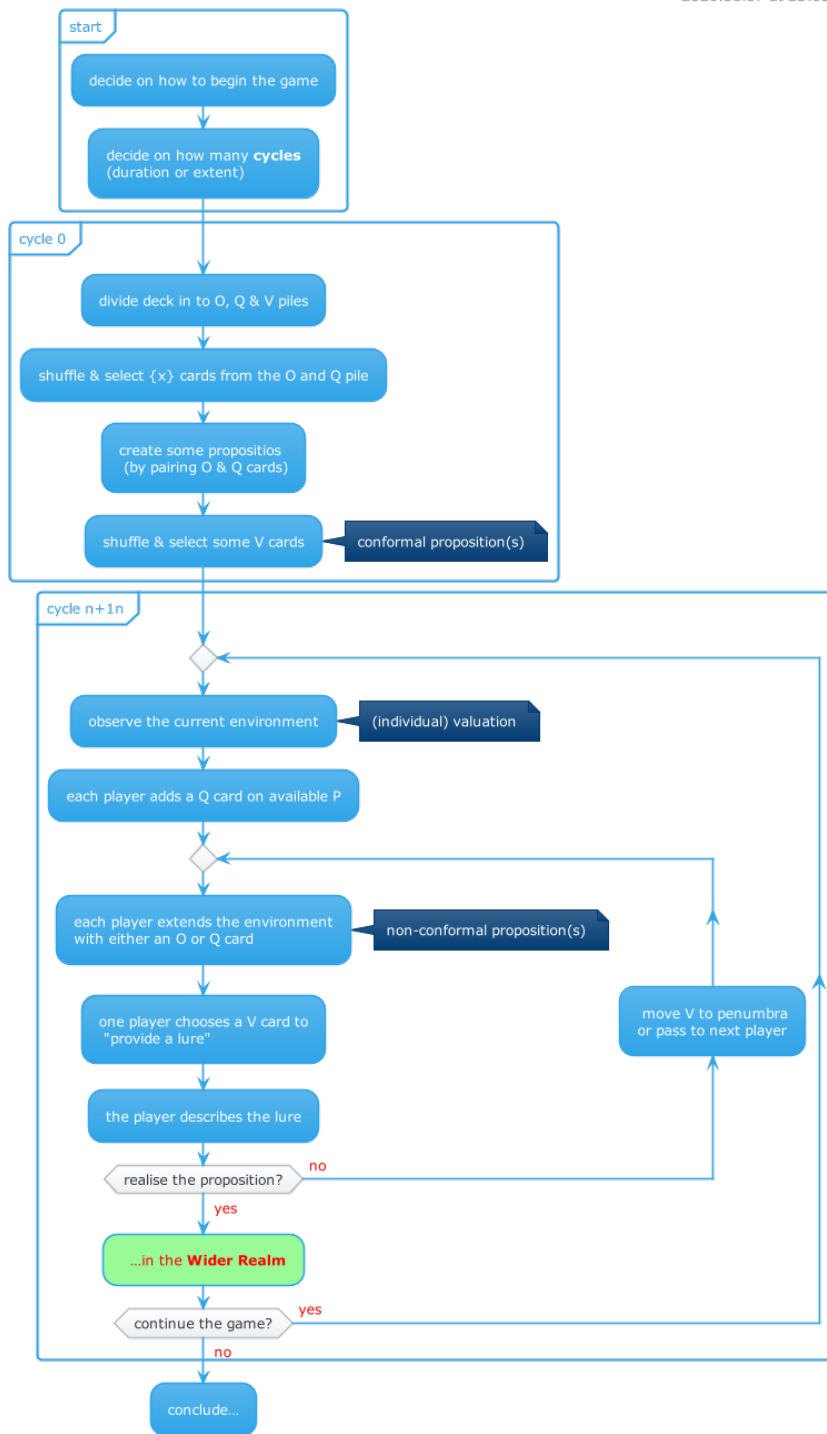 start
decide on how to begin the game
decide on how many cycles
(duration or extent)
cycle 0
divide deck in to O, Q & V piles
shuffle & select {x} cards from the O and Q pile
create some propositios
(by pairing O & Q cards)
shuffle & select some V cards
conformal proposition(s)
cycle n+1n
observe the current environment
(individual) valuation
each player adds a Q card on available P
each player extends the environment
with either an O or Q card
non-conformal proposition(s)
one player chooses a V card to
"provide a lure"
move V to penumbra
or pass to next player
the player describes the lure
realise the proposition?
no
yes
...in the Wider Realm
continue the game?
yes
no
conclude...